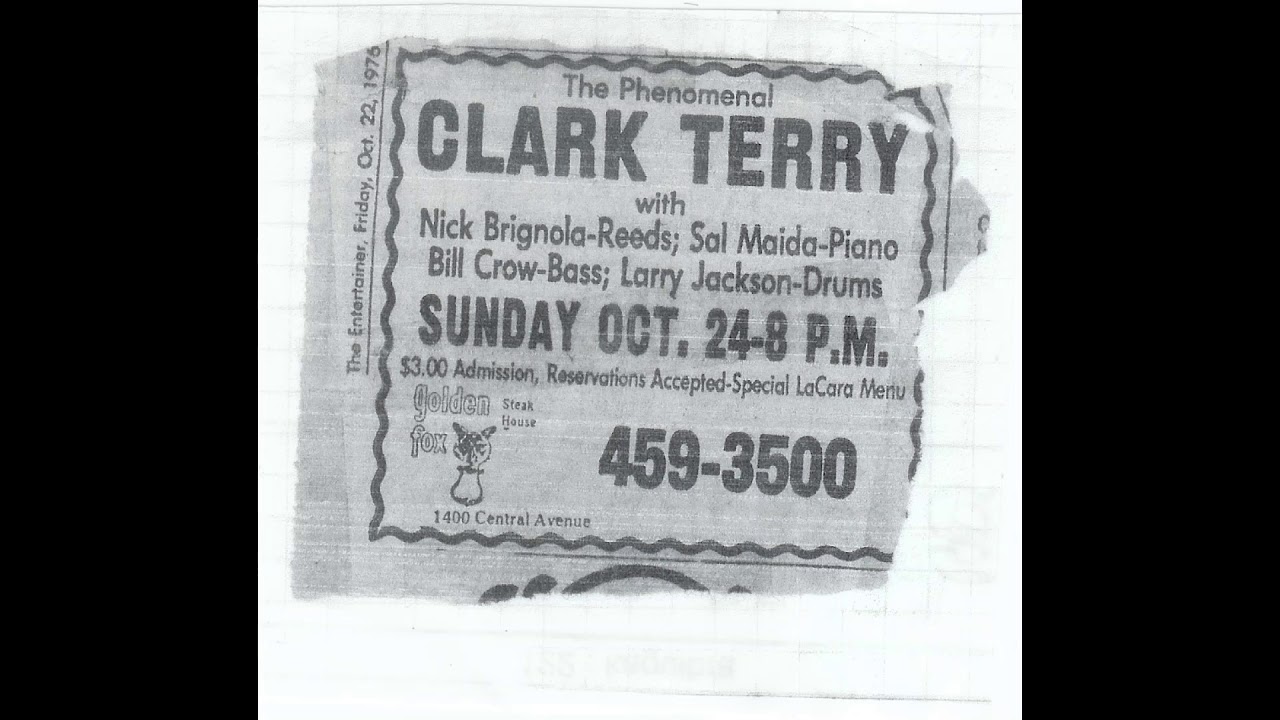 The Entertainer, Friday, Oct. 22, 1976
The Phenomenal
CLARK TERRY
with
Nick Brignola-Reeds; Sal Maida-Piano
Bill Crow-Bass; Larry Jackson-Drums
SUNDAY OCT. 24-8 P.M.
$3.00 Admission, Reservations Accepted-Special LaCara Menu
golden Steak
fox House
459-3500
1400 Central Avenue